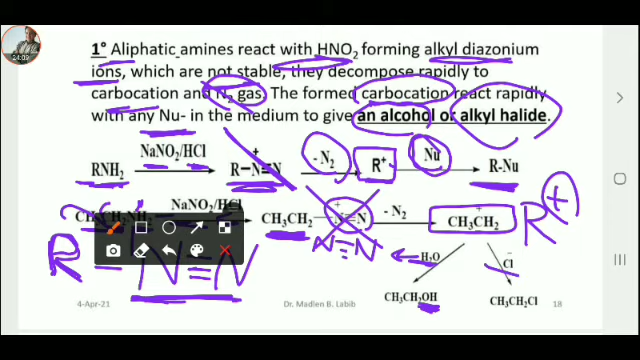 24:09
1° Aliphatic amines react with HNO2 forming alkyl diazonium
ions, which are not stable, they decompose rapidly to
carbocation and N2 gas. The formed carbocation react rapidly
with any Nu- in the medium to give an alcohol or alkyl halide.
RNH2 NaNO2/HCl R-N≡N + - N2 R+ Nu R-Nu
CH3CH2NH2 NaNO2/HCl CH3CH2 N≡N + - N2 CH3CH2 + R+
N≡N
R - N≡N
H2O Cl-
CH3CH2OH CH3CH2Cl
4-Apr-21 Dr. Madlen B. Labib 18